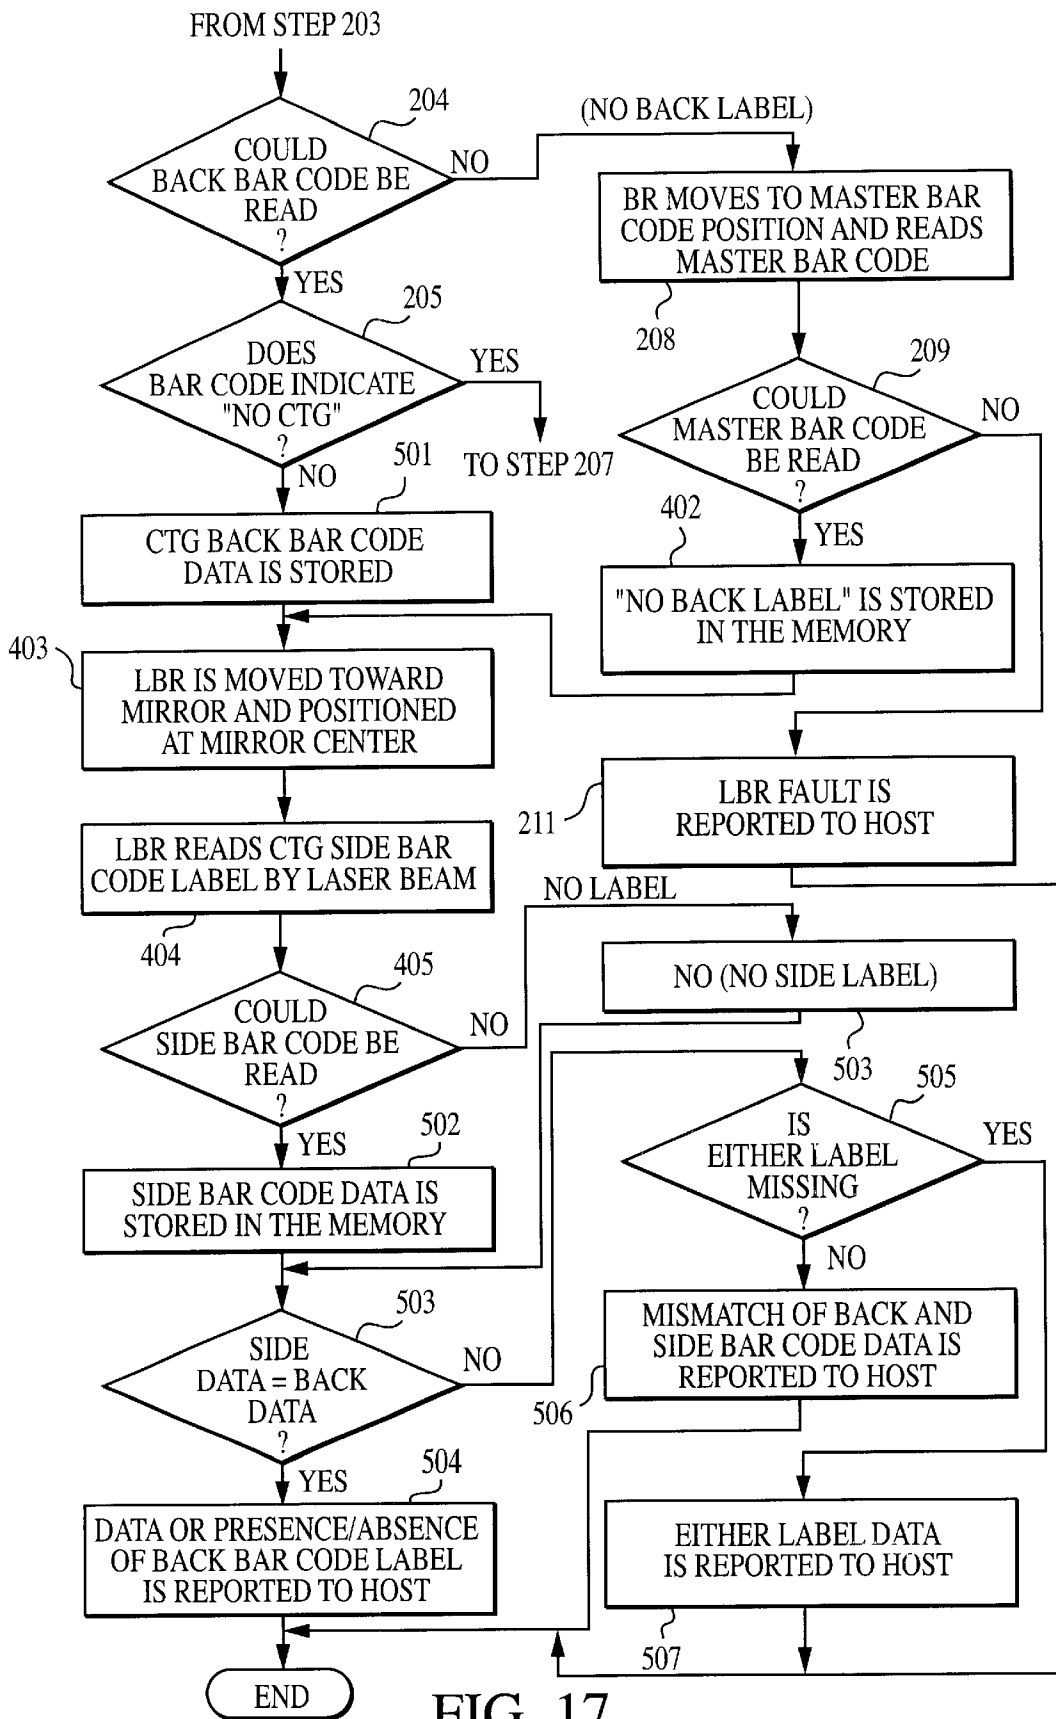 FROM STEP 203
204
COULD
BACK BAR CODE BE
READ
?
NO
(NO BACK LABEL)
YES
BR MOVES TO MASTER BAR
CODE POSITION AND READS
MASTER BAR CODE
208
205
DOES
BAR CODE INDICATE
"NO CTG"
?
YES
TO STEP 207
NO
209
COULD
MASTER BAR CODE
BE READ
?
NO
YES
501
CTG BACK BAR CODE
DATA IS STORED
402
"NO BACK LABEL" IS STORED
IN THE MEMORY
403
LBR IS MOVED TOWARD
MIRROR AND POSITIONED
AT MIRROR CENTER
211
LBR FAULT IS
REPORTED TO HOST
LBR READS CTG SIDE BAR
CODE LABEL BY LASER BEAM
404
NO LABEL
NO (NO SIDE LABEL)
503
405
COULD
SIDE BAR CODE BE
READ
?
NO
YES
502
SIDE BAR CODE DATA IS
STORED IN THE MEMORY
505
IS
EITHER LABEL
MISSING
?
YES
NO
503
SIDE
DATA = BACK
DATA
?
NO
YES
MISMATCH OF BACK AND
SIDE BAR CODE DATA IS
REPORTED TO HOST
506
504
DATA OR PRESENCE/ABSENCE
OF BACK BAR CODE LABEL
IS REPORTED TO HOST
EITHER LABEL DATA
IS REPORTED TO HOST
507
END
FIG. 17